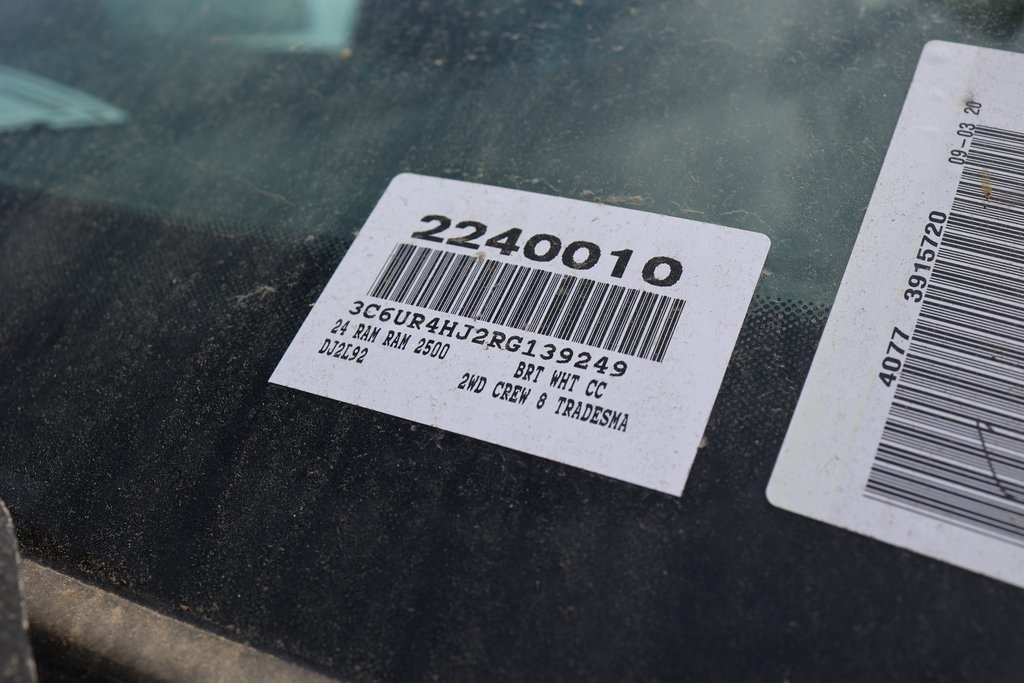 2240010
3C6UR4HJ2RG139249
24 RAM RAM 2500 BRT WHT CC
DJ2L92 2WD CREW 8 TRADESMA
4077 3915720
09-03 20